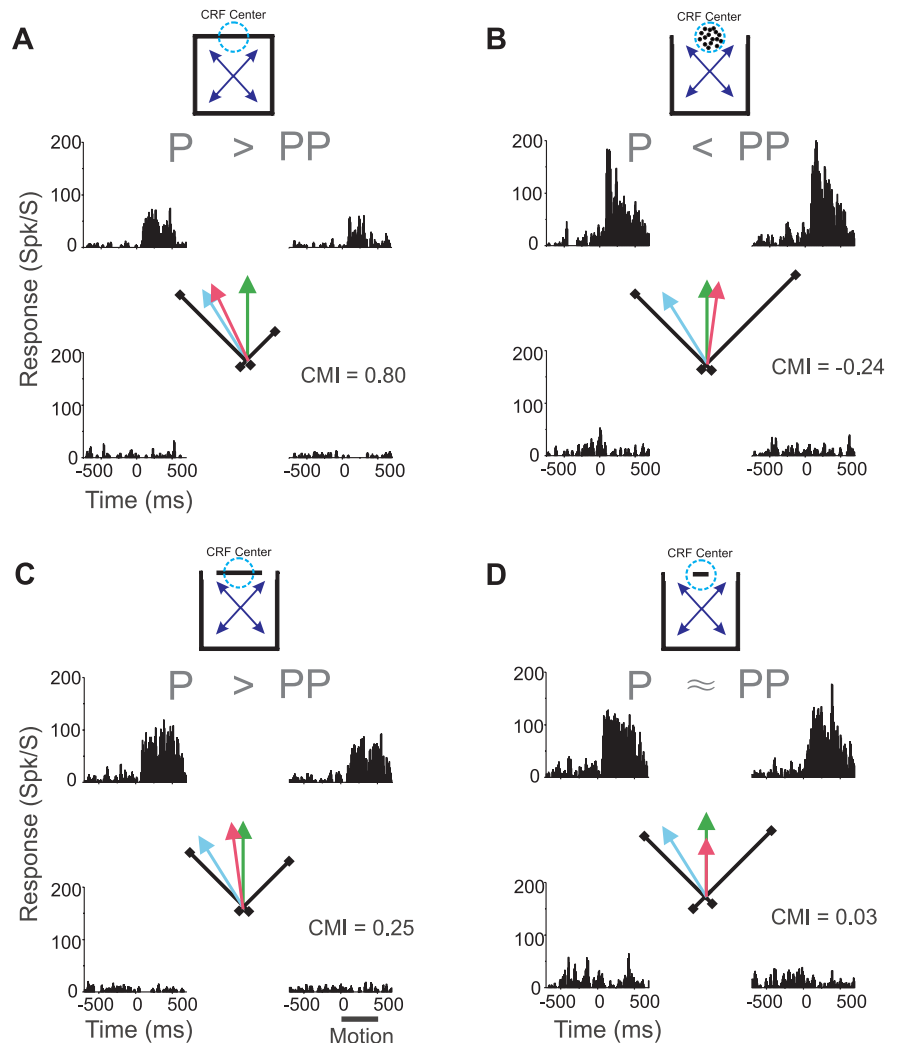 A
CRF Center
P > PP
Response (Spk/S)
200
100
0
200
100
0
CMI = 0.80
-500 0 500
-500 0 500
Time (ms)
B
CRF Center
P < PP
200
100
0
200
100
0
CMI = -0.24
-500 0 500
-500 0 500
C
CRF Center
P > PP
Response (Spk/S)
200
100
0
200
100
0
CMI = 0.25
-500 0 500
-500 0 500
Time (ms)
Motion
D
CRF Center
P ≈ PP
200
100
0
200
100
0
CMI = 0.03
-500 0 500
-500 0 500